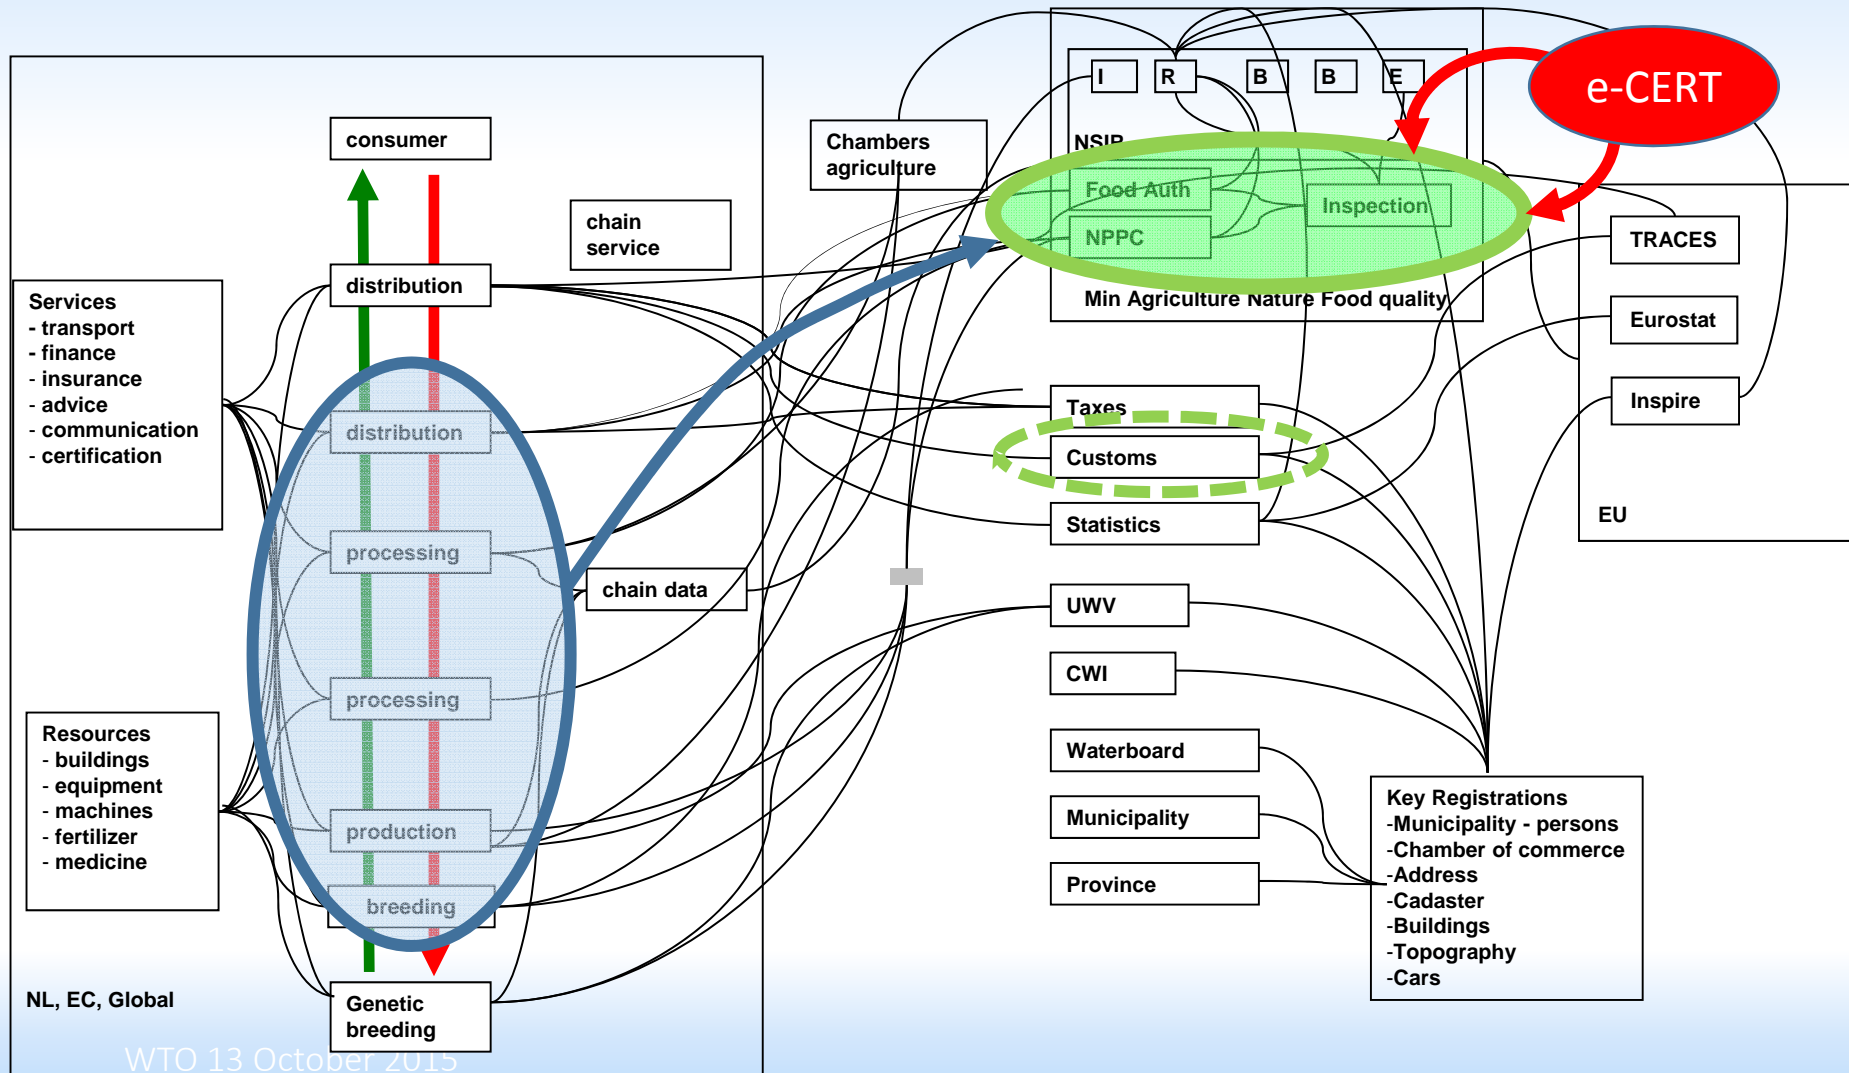 I
R
B
B
E
e-CERT
consumer
Chambers
agriculture
NSIP
Food Auth
Inspection
NPPC
Min Agriculture Nature Food quality
chain
service
distribution
TRACES
Eurostat
Inspire
EU
Services
- transport
- finance
- insurance
- advice
- communication
- certification
distribution
processing
chain data
processing
production
breeding
Genetic
breeding
Resources
- buildings
- equipment
- machines
- fertilizer
- medicine
NL, EC, Global
Taxes
Customs
Statistics
UWV
CWI
Waterboard
Municipality
Province
Key Registrations
-Municipality - persons
-Chamber of commerce
-Address
-Cadaster
-Buildings
-Topography
-Cars
WTO 13 October 2015